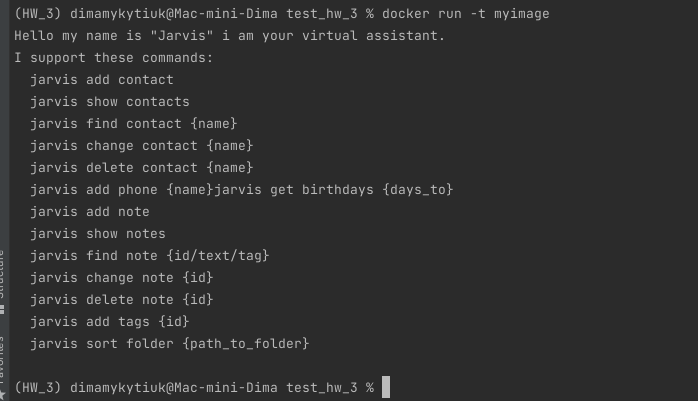 (HW_3) dimamykytiuk@Mac-mini-Dima test_hw_3 % docker run -t myimage
Hello my name is "Jarvis" i am your virtual assistant.
I support these commands:
  jarvis add contact
  jarvis show contacts
  jarvis find contact {name}
  jarvis change contact {name}
  jarvis delete contact {name}
  jarvis add phone {name}jarvis get birthdays {days_to}
  jarvis add note
  jarvis show notes
  jarvis find note {id/text/tag}
  jarvis change note {id}
  jarvis delete note {id}
  jarvis add tags {id}
  jarvis sort folder {path_to_folder}
(HW_3) dimamykytiuk@Mac-mini-Dima test_hw_3 %
Structure
Favorites